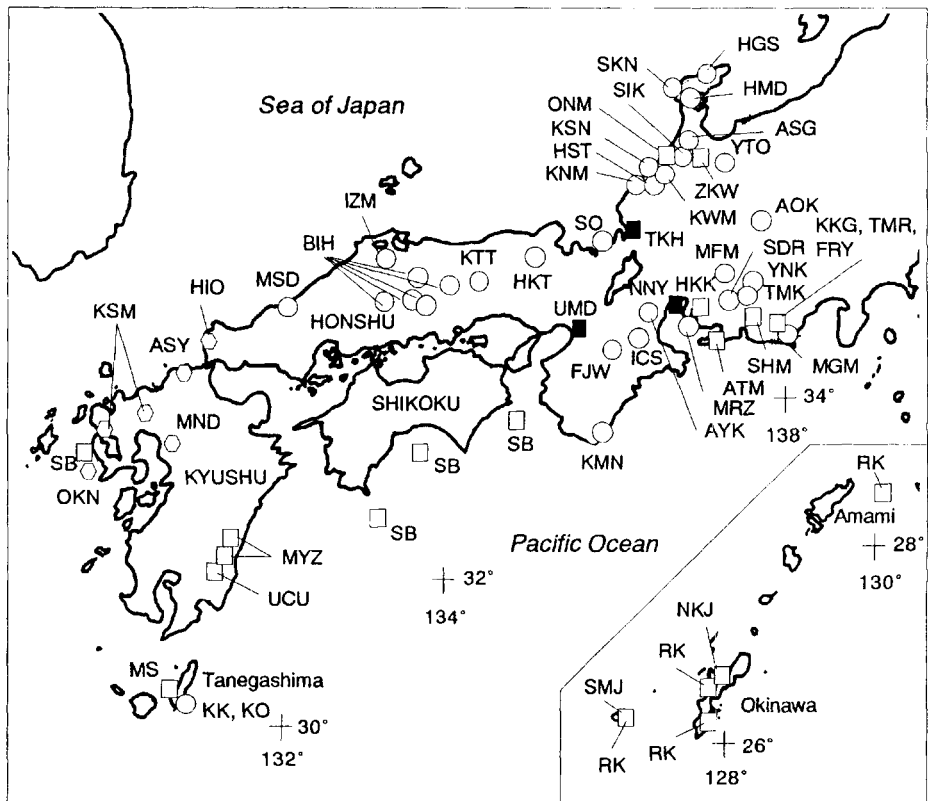 HGS
SKN
SIK
HMD
Sea of Japan
ONM
KSN
ASG
HST
YTO
KNM
ZKW
IZM
KWM
AOK
SO
TKH
KKG, TMR,
BIH
MFM
SDR
FRY
KTT
YNK
MSD
HKT
NNY
HKK
TMK
HIO
KSM
HONSHU
UMD
ASY
FJW
ICS
SHM
MGM
ATM
34°
SHIKOKU
MRZ
MND
138°
AYK
SB
SB
KMN
SB
RK
KYUSHU
OKN
SB
Amami
Pacific Ocean
28°
MYZ
32°
130°
UCU
134°
NKJ
MS
RK
Tanegashima
SMJ
KK, KO
Okinawa
30°
RK
RK
26°
132°
128°